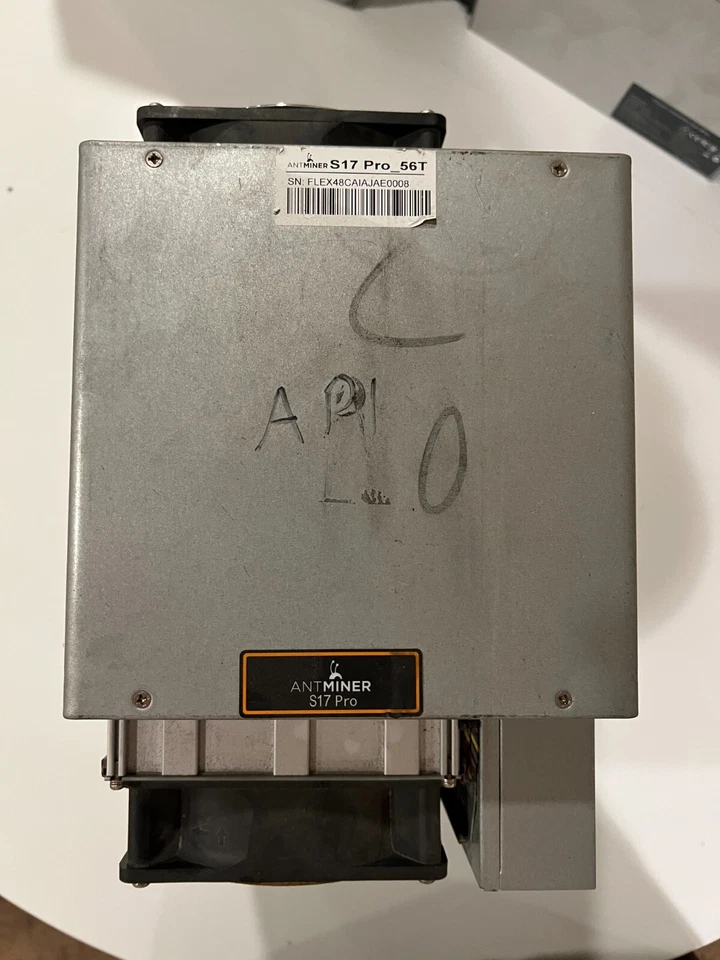 ANTMINER S17 Pro_56T
SN: FLEX48CAIAJAE0008
C
API
0
ANTMINER
S17 Pro